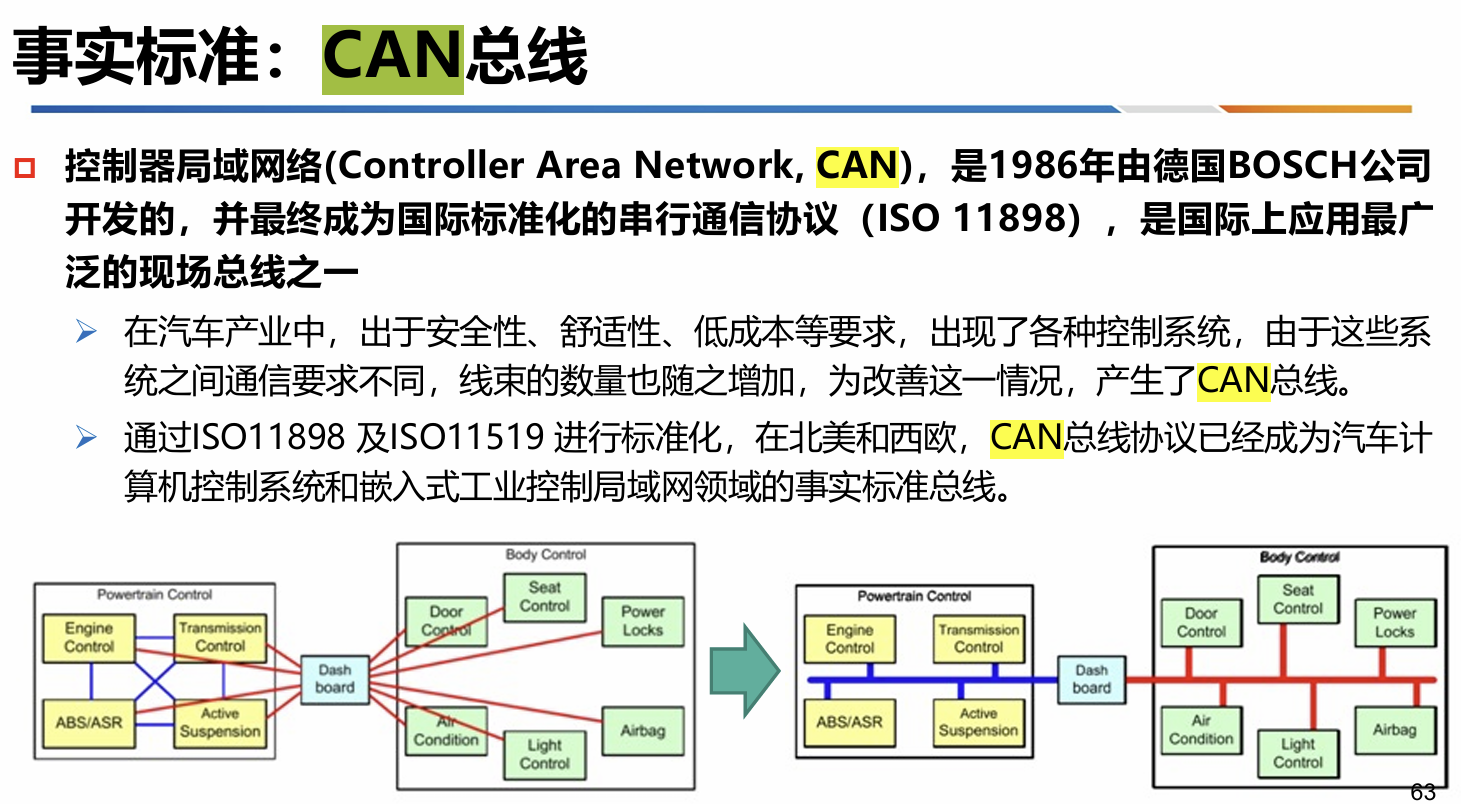 事实标准：CAN总线
控制器局域网络(Controller Area Network, CAN)，是1986年由德国BOSCH公司
开发的，并最终成为国际标准化的串行通信协议（ISO 11898），是国际上应用最广
泛的现场总线之一
在汽车产业中，出于安全性、舒适性、低成本等要求，出现了各种控制系统，由于这些系
统之间通信要求不同，线束的数量也随之增加，为改善这一情况，产生了CAN总线。
通过ISO11898 及ISO11519 进行标准化，在北美和西欧，CAN总线协议已经成为汽车计
算机控制系统和嵌入式工业控制局域网领域的事实标准总线。
Powertrain Control
Engine
Control
Transmission
Control
ABS/ASR
Active
Suspension
Dash
board
Body Control
Door
Control
Seat
Control
Power
Locks
Air
Condition
Light
Control
Airbag
Powertrain Control
Engine
Control
Transmission
Control
ABS/ASR
Active
Suspension
Dash
board
Body Control
Door
Control
Seat
Control
Power
Locks
Air
Condition
Light
Control
Airbag
63